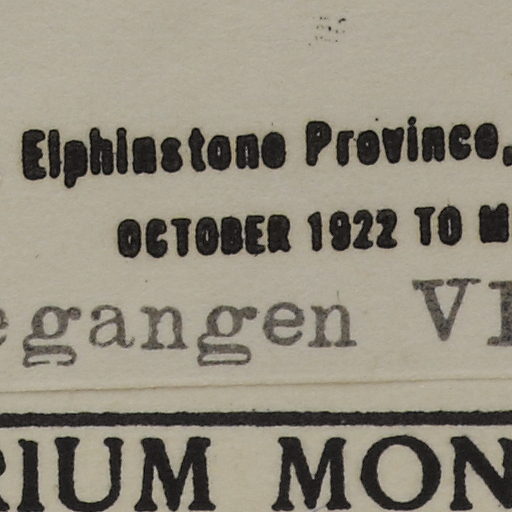 Elphinstone Province,
OCTOBER 1922 TO M
egangen VI
RIUM MON